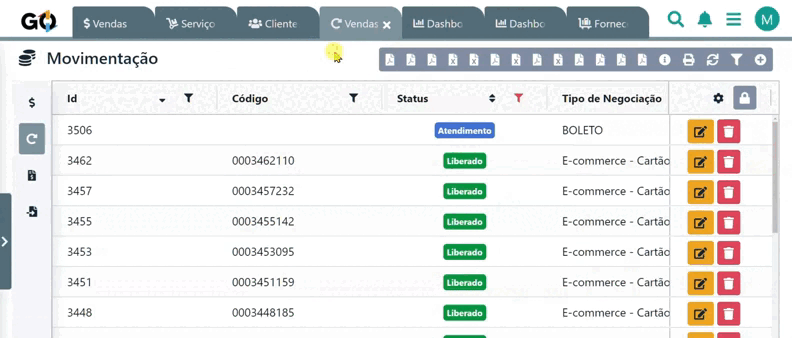 GO Vendas Serviço Cliente Vendas Dashbo Dashbo Fornec M
Movimentação
Id Código Status Tipo de Negociação
3506 Atendimento BOLETO
3462 0003462110 Liberado E-commerce - Cartão
3457 0003457232 Liberado E-commerce - Cartão
3455 0003455142 Liberado E-commerce - Cartão
3453 0003453095 Liberado E-commerce - Cartão
3451 0003451159 Liberado E-commerce - Cartão
3448 0003448185 Liberado E-commerce - Cartão